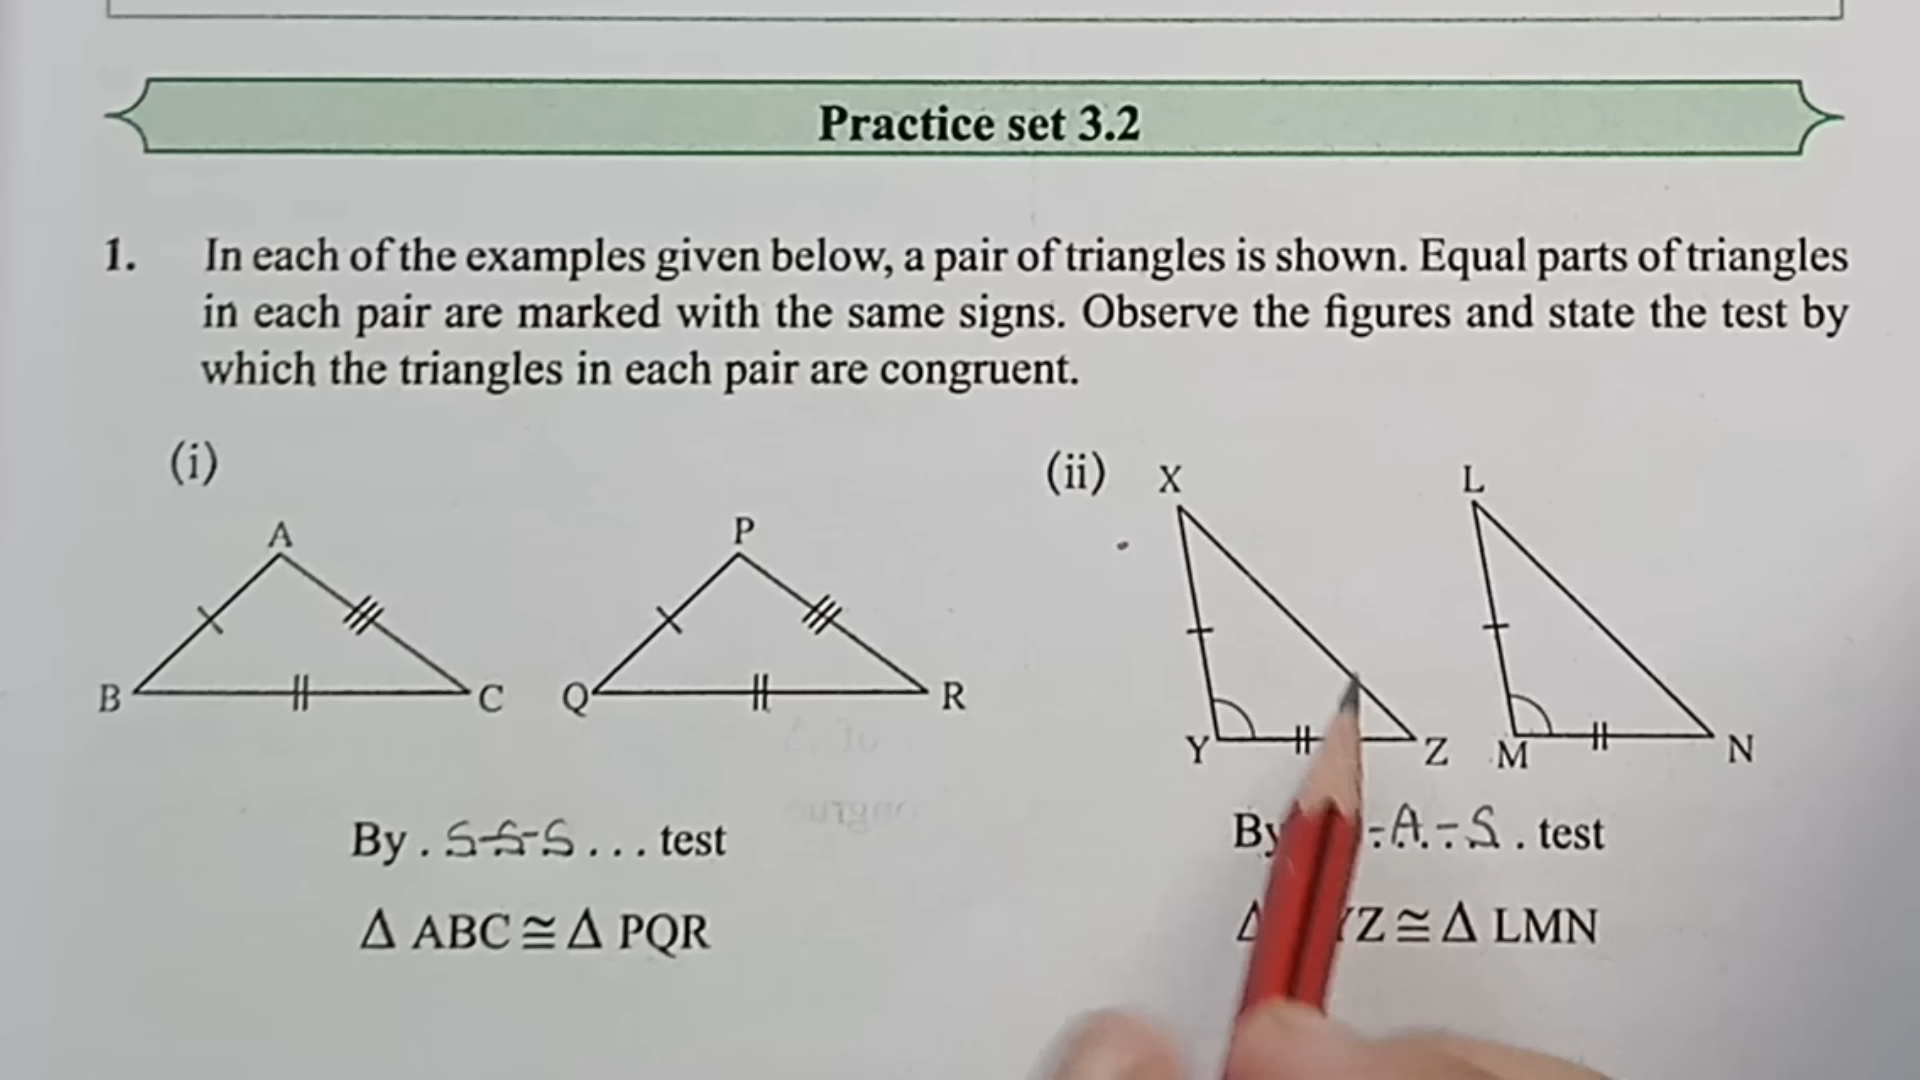 Practice set 3.2
1. In each of the examples given below, a pair of triangles is shown. Equal parts of triangles
in each pair are marked with the same signs. Observe the figures and state the test by
which the triangles in each pair are congruent.
(i)
A
P
B
C
Q
R
By . S-S-S . . . test
Δ ABC ≅ Δ PQR
(ii)
X
L
Y
Z
M
N
By -A-S . test
Δ YZ ≅ Δ LMN